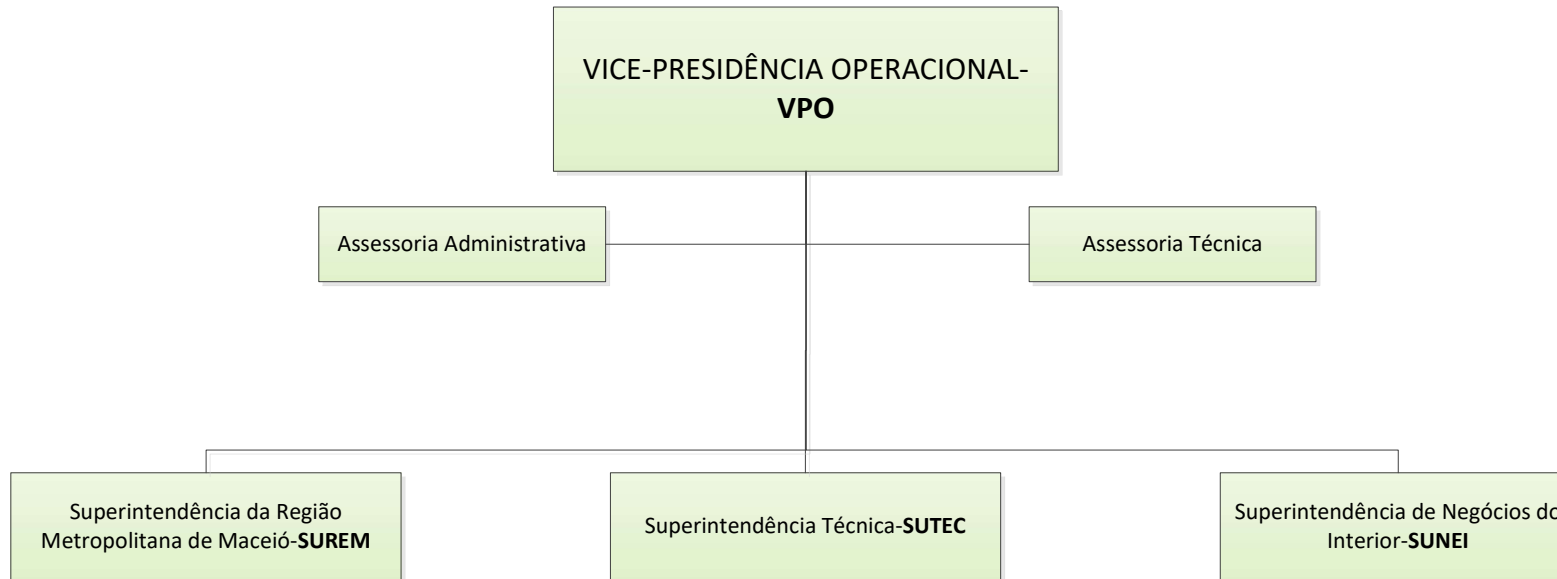 VICE-PRESIDÊNCIA OPERACIONAL-
VPO
Assessoria Administrativa
Assessoria Técnica
Superintendência da Região
Metropolitana de Maceió-SUREM
Superintendência Técnica-SUTEC
Superintendência de Negócios do
Interior-SUNEI